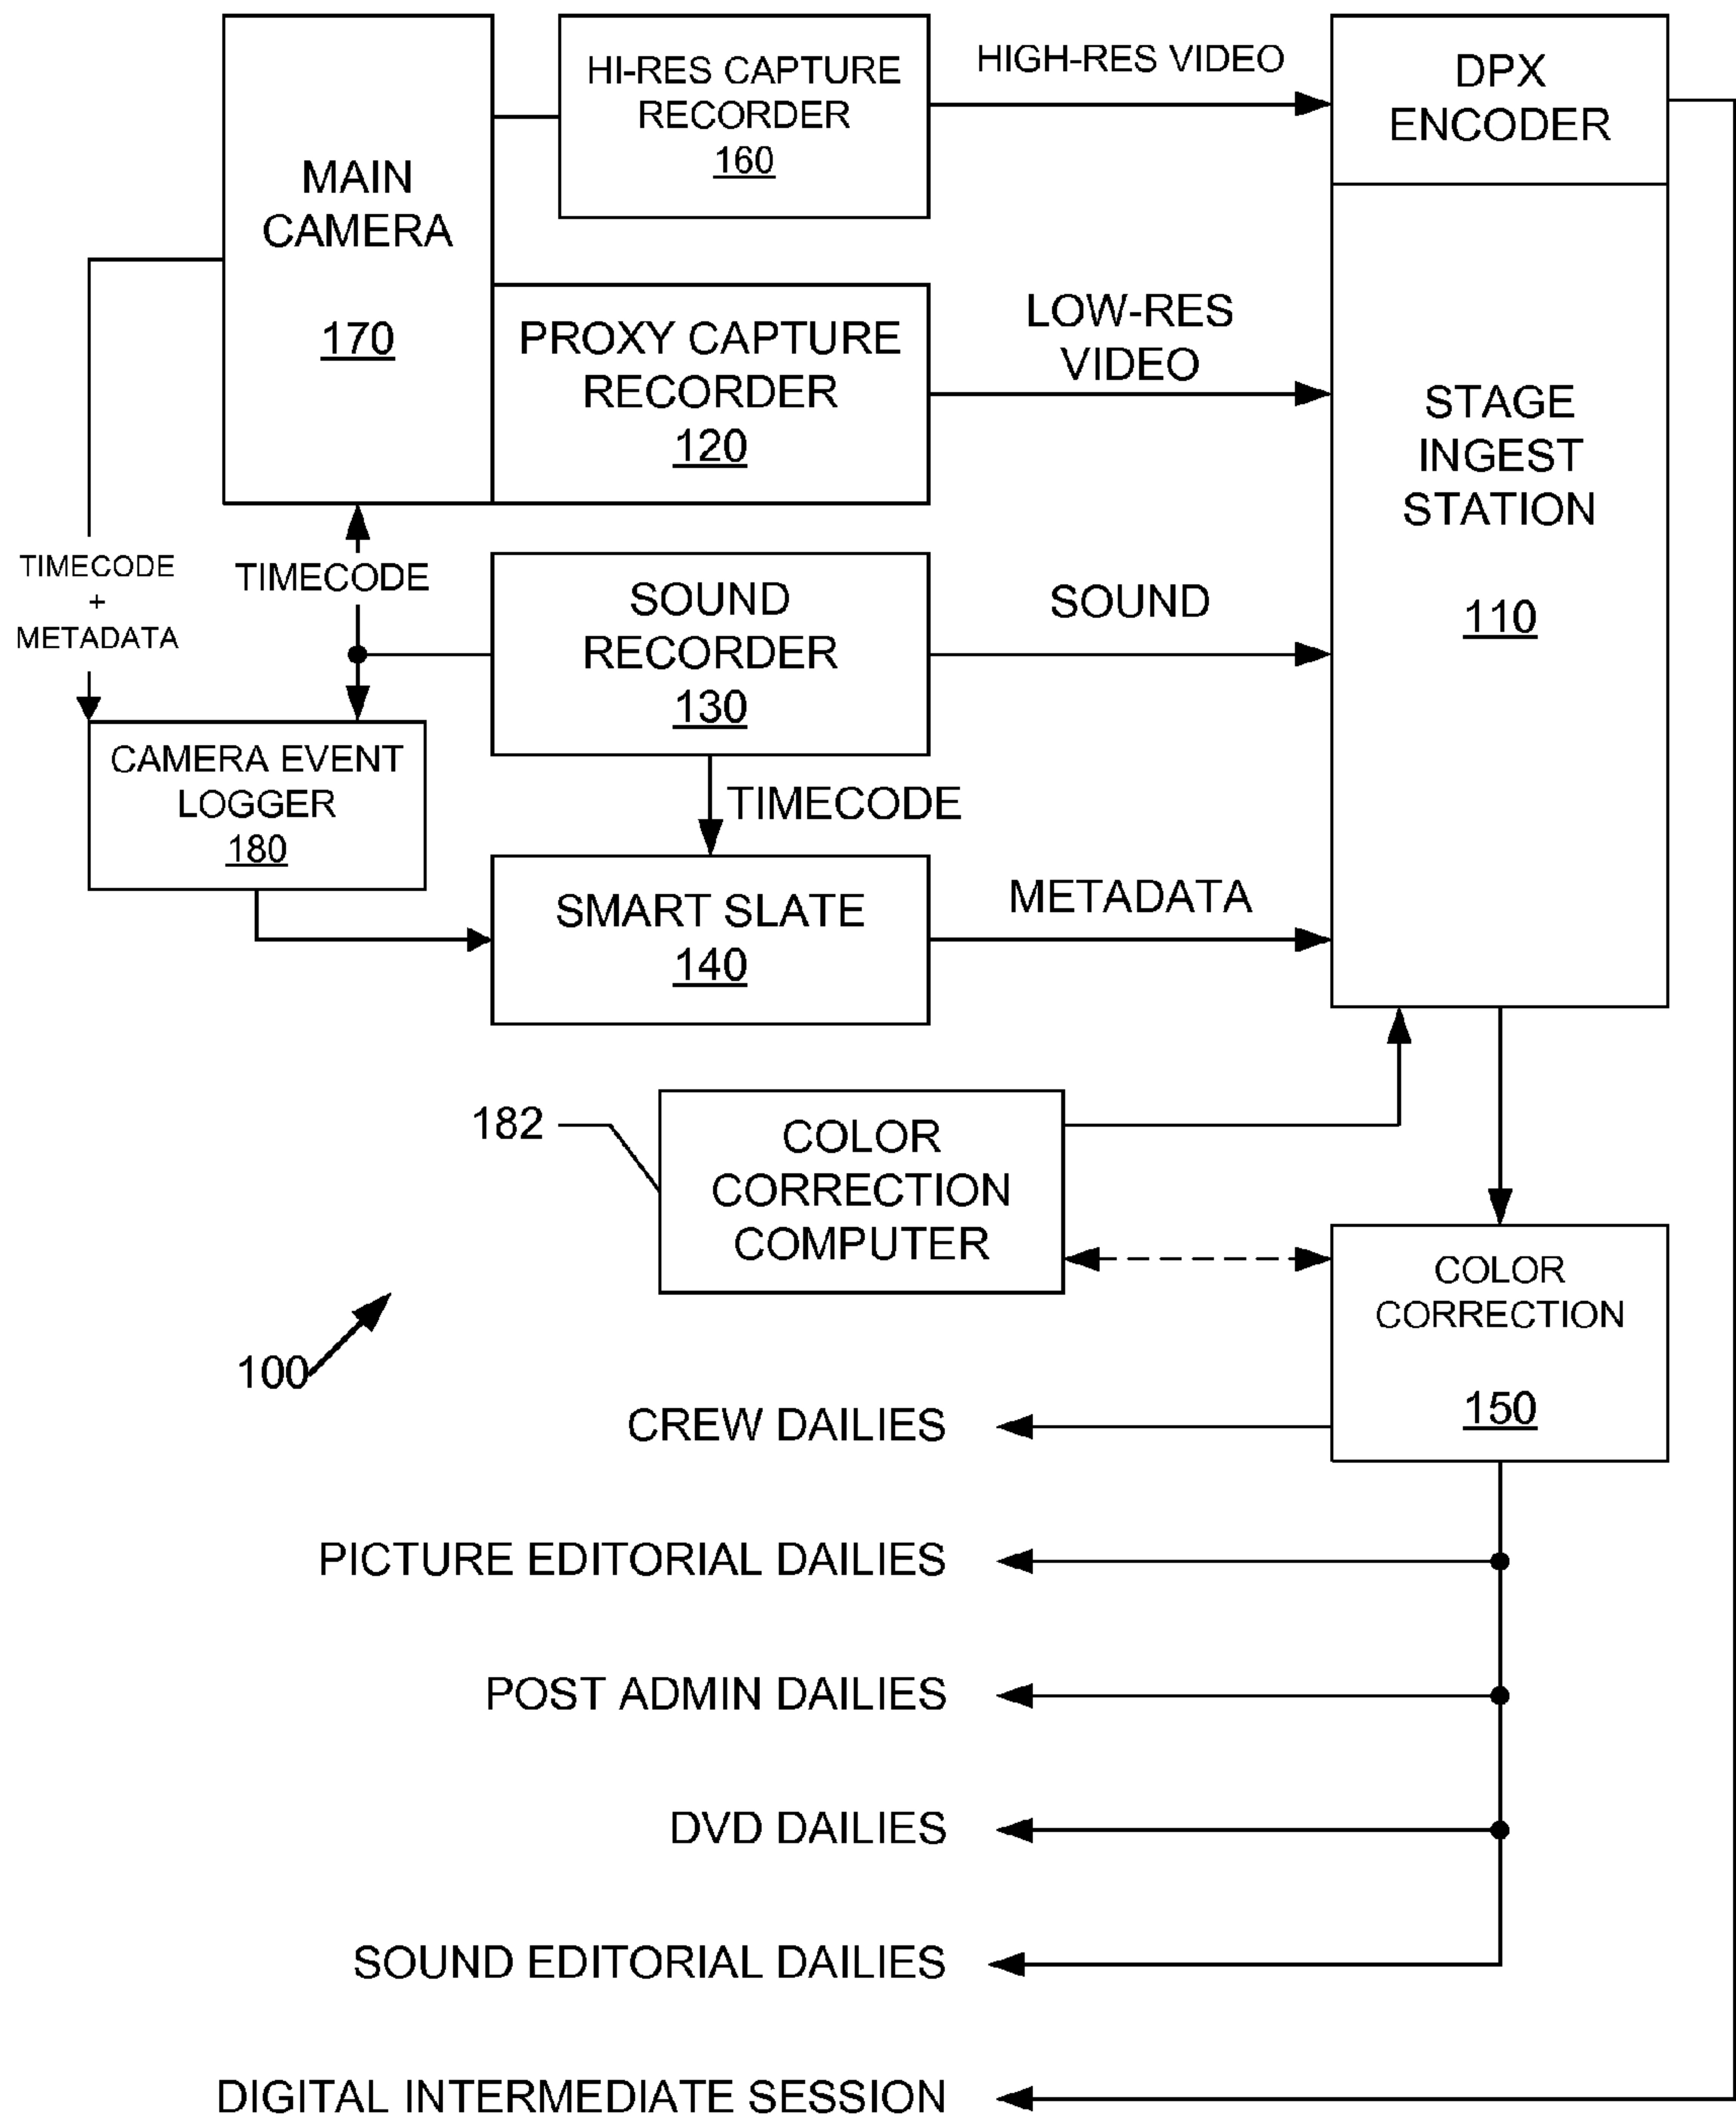 MAIN
CAMERA
170
HI-RES CAPTURE
RECORDER
160
HIGH-RES VIDEO
DPX
ENCODER
PROXY CAPTURE
RECORDER
120
LOW-RES
VIDEO
STAGE
INGEST
STATION
110
TIMECODE
+
METADATA
TIMECODE
SOUND
RECORDER
130
SOUND
CAMERA EVENT
LOGGER
180
TIMECODE
SMART SLATE
140
METADATA
182
COLOR
CORRECTION
COMPUTER
COLOR
CORRECTION
150
100
CREW DAILIES
PICTURE EDITORIAL DAILIES
POST ADMIN DAILIES
DVD DAILIES
SOUND EDITORIAL DAILIES
DIGITAL INTERMEDIATE SESSION